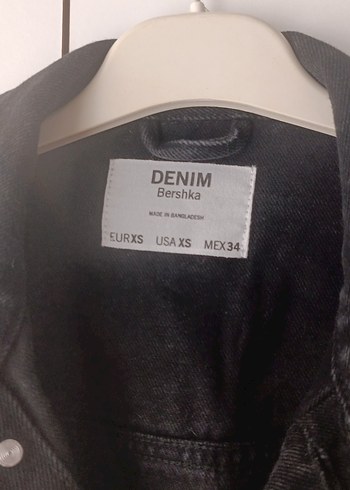 DENIM
Bershka
MADE IN BANGLADESH
EUR XS USA XS MEX 34